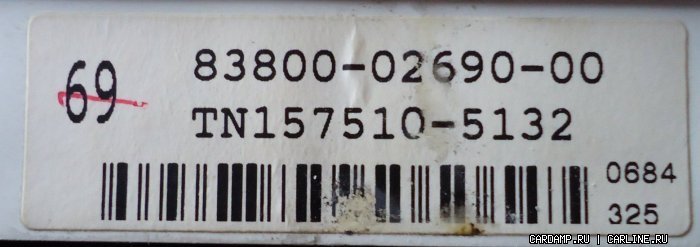 69
83800-02690-00
TN157510-5132
0684
325
CARDAMP.RU | CARLINE.RU